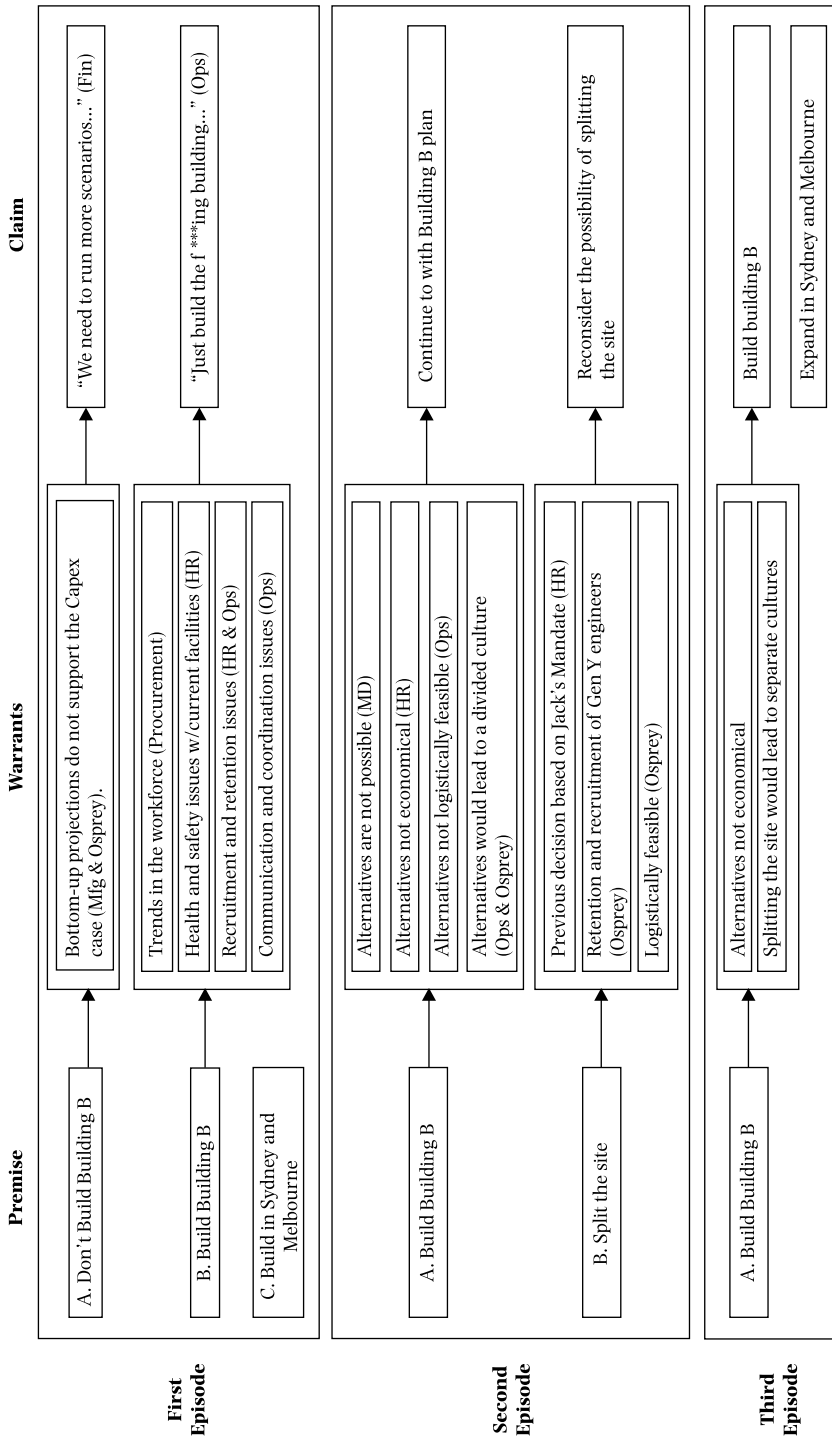 Premise
Warrants
Claim
First
Episode
A. Don’t Build Building B
Bottom-up projections do not support the Capex
case (Mfg & Osprey).
“We need to run more scenarios...” (Fin)
B. Build Building B
Trends in the workforce (Procurement)
Health and safety issues w/current facilities (HR)
Recruitment and retention issues (HR & Ops)
Communication and coordination issues (Ops)
“Just build the f ***ing building...” (Ops)
C. Build in Sydney and
Melbourne
Second
Episode
A. Build Building B
Alternatives are not possible (MD)
Alternatives not economical (HR)
Alternatives not logistically feasible (Ops)
Alternatives would lead to a divided culture
(Ops & Osprey)
Continue to with Building B plan
B. Split the site
Previous decision based on Jack’s Mandate (HR)
Retention and recruitment of Gen Y engineers
(Osprey)
Logistically feasible (Osprey)
Reconsider the possibility of splitting
the site
Third
Episode
A. Build Building B
Alternatives not economical
Splitting the site would lead to separate cultures
Build building B
Expand in Sydney and Melbourne